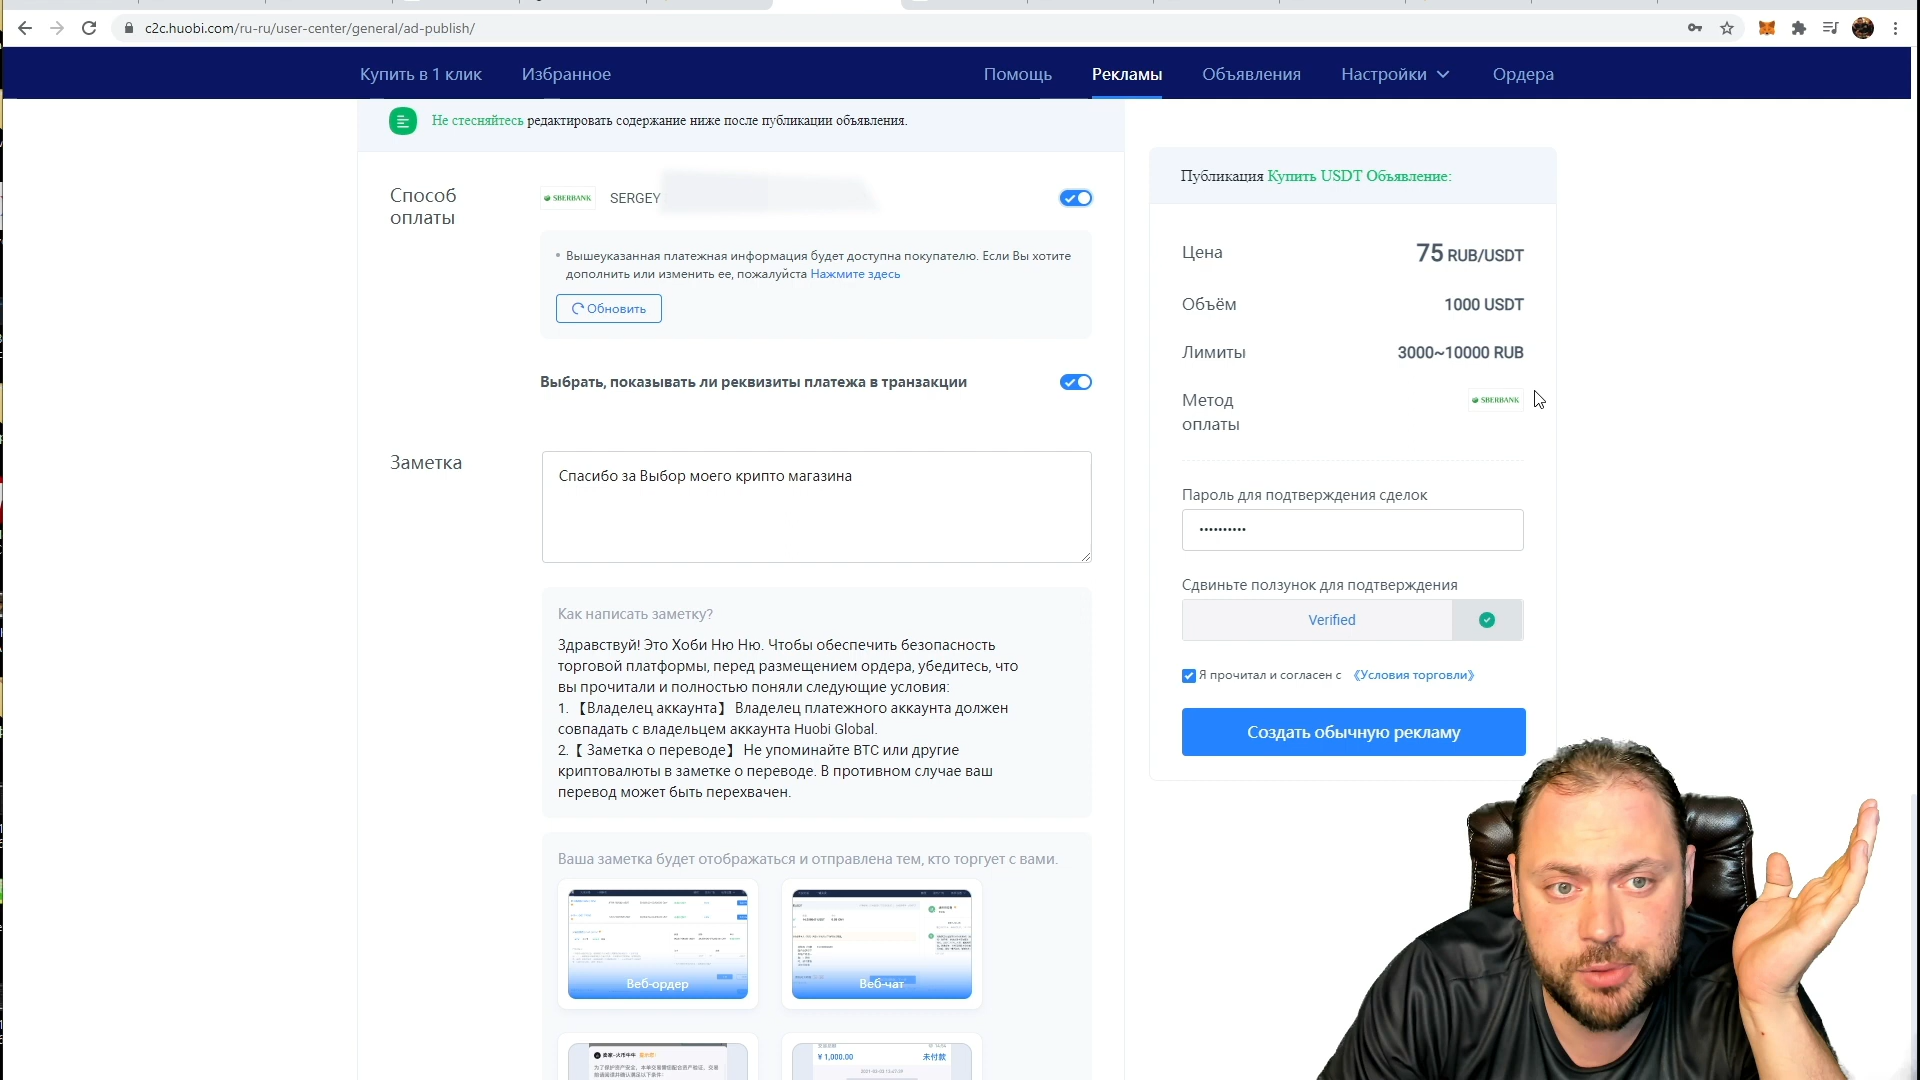 c2c.huobi.com/ru-ru/user-center/general/ad-publish/
Купить в 1 клик
Избранное
Помощь
Рекламы
Объявления
Настройки
Ордера
Не стесняйтесь редактировать содержание ниже после публикации объявления.
Способ
оплаты
SBERBANK
SERGEY
Вышеуказанная платежная информация будет доступна покупателю. Если Вы хотите
дополнить или изменить ее, пожалуйста Нажмите здесь
Обновить
Выбрать, показывать ли реквизиты платежа в транзакции
Заметка
Спасибо за Выбор моего крипто магазина
Как написать заметку?
Здравствуй! Это Хоби Ню Ню. Чтобы обеспечить безопасность
торговой платформы, перед размещением ордера, убедитесь, что
вы прочитали и полностью поняли следующие условия:
1. 【Владелец аккаунта】 Владелец платежного аккаунта должен
совпадать с владельцем аккаунта Huobi Global.
2.【 Заметка о переводе】 Не упоминайте BTC или другие
криптовалюты в заметке о переводе. В противном случае ваш
перевод может быть перехвачен.
Ваша заметка будет отображаться и отправлена тем, кто торгует с вами.
Веб-ордер
Веб-чат
¥ 1,000.00
未付款
Публикация Купить USDT Объявление:
Цена
75 RUB/USDT
Объём
1000 USDT
Лимиты
3000~10000 RUB
Метод
оплаты
SBERBANK
Пароль для подтверждения сделок
••••••••••
Сдвиньте ползунок для подтверждения
Verified
Я прочитал и согласен с 《Условия торговли》
Создать обычную рекламу